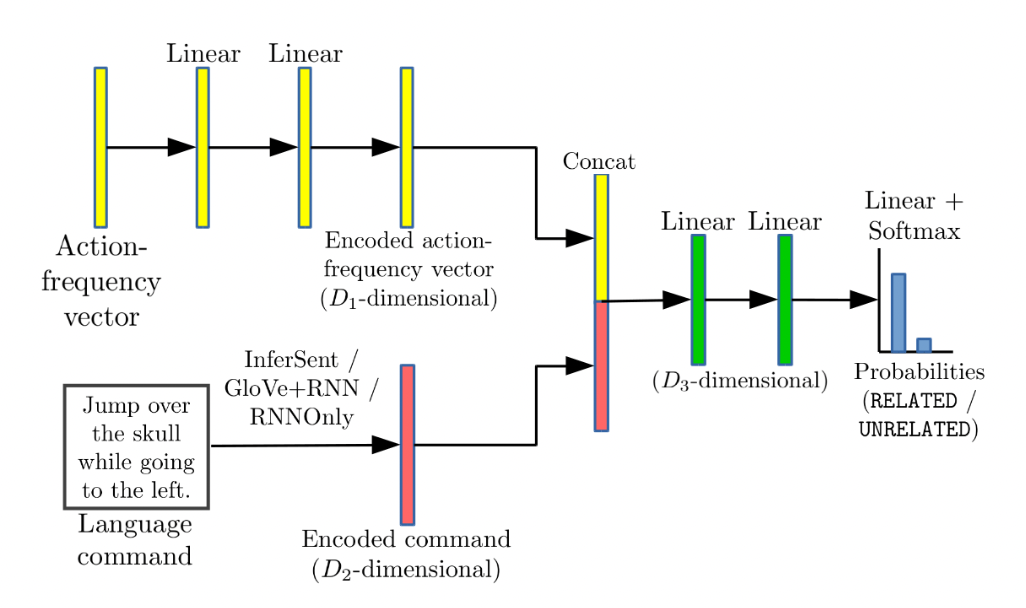 Linear
Linear
Action-
frequency
vector
Encoded action-
frequency vector
(D₁-dimensional)
Jump over
the skull
while going
to the left.
Language
command
InferSent /
GloVe+RNN /
RNNOnly
Encoded command
(D₂-dimensional)
Concat
Linear
Linear
(D₃-dimensional)
Linear +
Softmax
Probabilities
(RELATED /
UNRELATED)